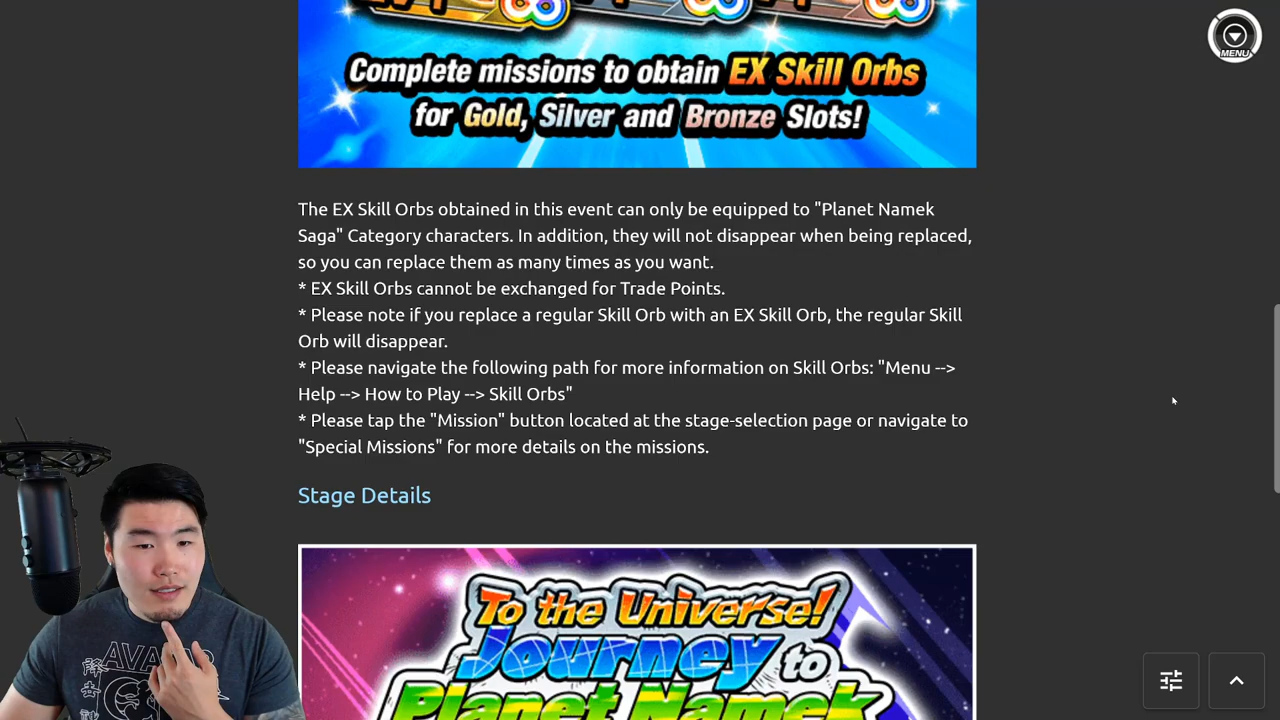 MENU
Complete missions to obtain EX Skill Orbs
for Gold, Silver and Bronze Slots!
The EX Skill Orbs obtained in this event can only be equipped to "Planet Namek
Saga" Category characters. In addition, they will not disappear when being replaced,
so you can replace them as many times as you want.
* EX Skill Orbs cannot be exchanged for Trade Points.
* Please note if you replace a regular Skill Orb with an EX Skill Orb, the regular Skill
Orb will disappear.
* Please navigate the following path for more information on Skill Orbs: "Menu -->
Help --> How to Play --> Skill Orbs"
* Please tap the "Mission" button located at the stage-selection page or navigate to
"Special Missions" for more details on the missions.
Stage Details
To the Universe!
Journey to
Planet Namek
AVATAR